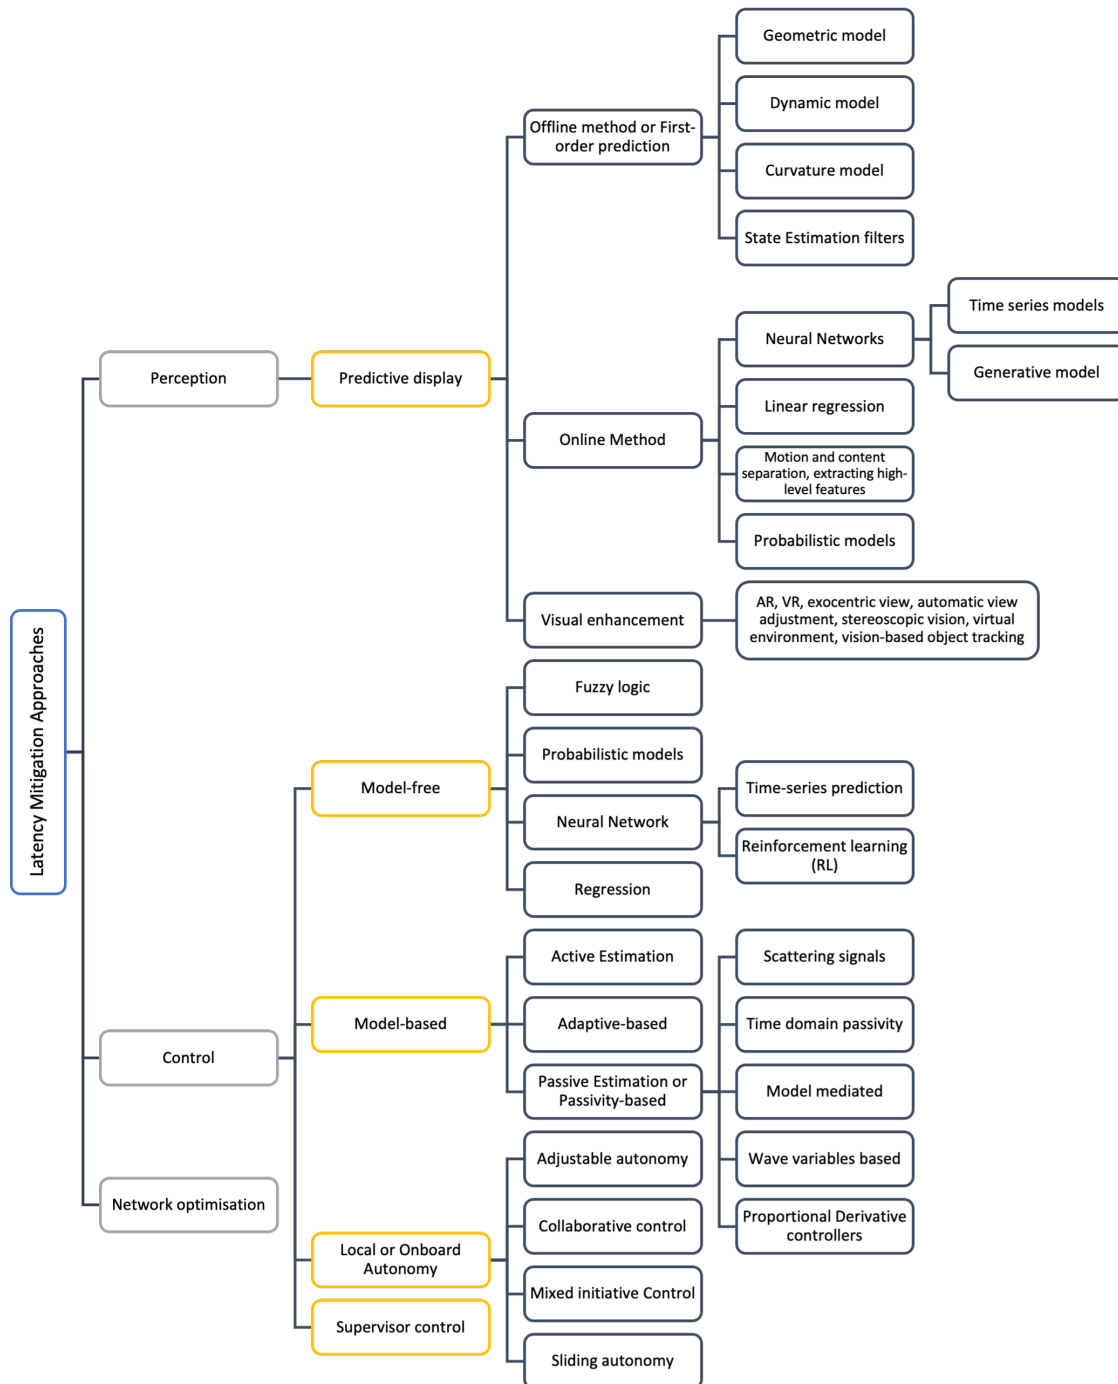 Latency Mitigation Approaches
Perception
Predictive display
Offline method or First-
order prediction
Geometric model
Dynamic model
Curvature model
State Estimation filters
Online Method
Neural Networks
Time series models
Generative model
Linear regression
Motion and content
separation, extracting high-
level features
Probabilistic models
Visual enhancement
AR, VR, exocentric view, automatic view
adjustment, stereoscopic vision, virtual
environment, vision-based object tracking
Control
Model-free
Fuzzy logic
Probabilistic models
Neural Network
Time-series prediction
Reinforcement learning
(RL)
Regression
Model-based
Active Estimation
Adaptive-based
Passive Estimation or
Passivity-based
Scattering signals
Time domain passivity
Model mediated
Wave variables based
Proportional Derivative
controllers
Local or Onboard
Autonomy
Adjustable autonomy
Collaborative control
Mixed initiative Control
Sliding autonomy
Supervisor control
Network optimisation